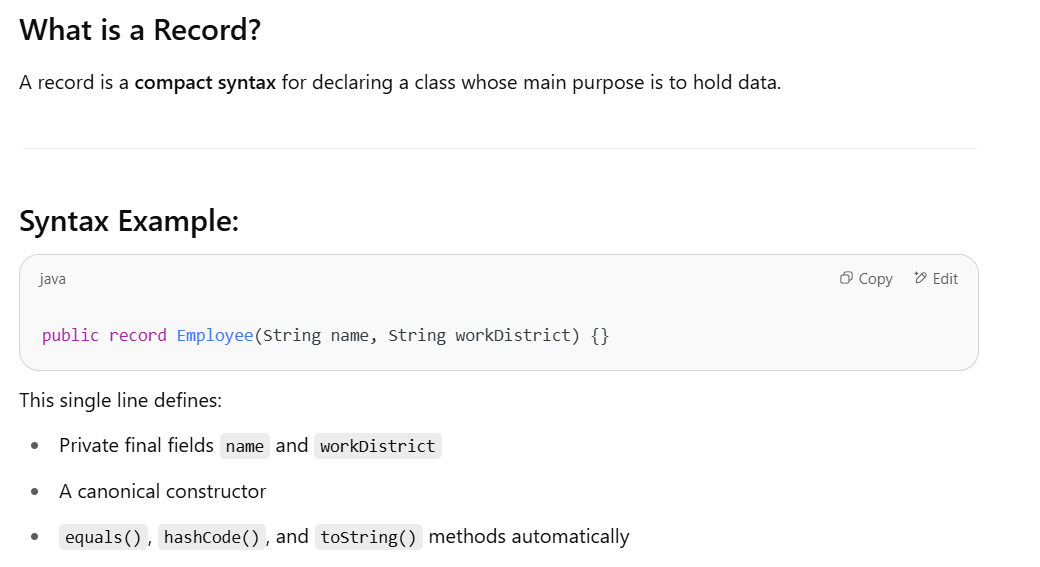 What is a Record?
A record is a compact syntax for declaring a class whose main purpose is to hold data.
Syntax Example:
java
Copy
Edit
public record Employee(String name, String workDistrict) {}
This single line defines:
Private final fields name and workDistrict
A canonical constructor
equals(), hashCode(), and toString() methods automatically